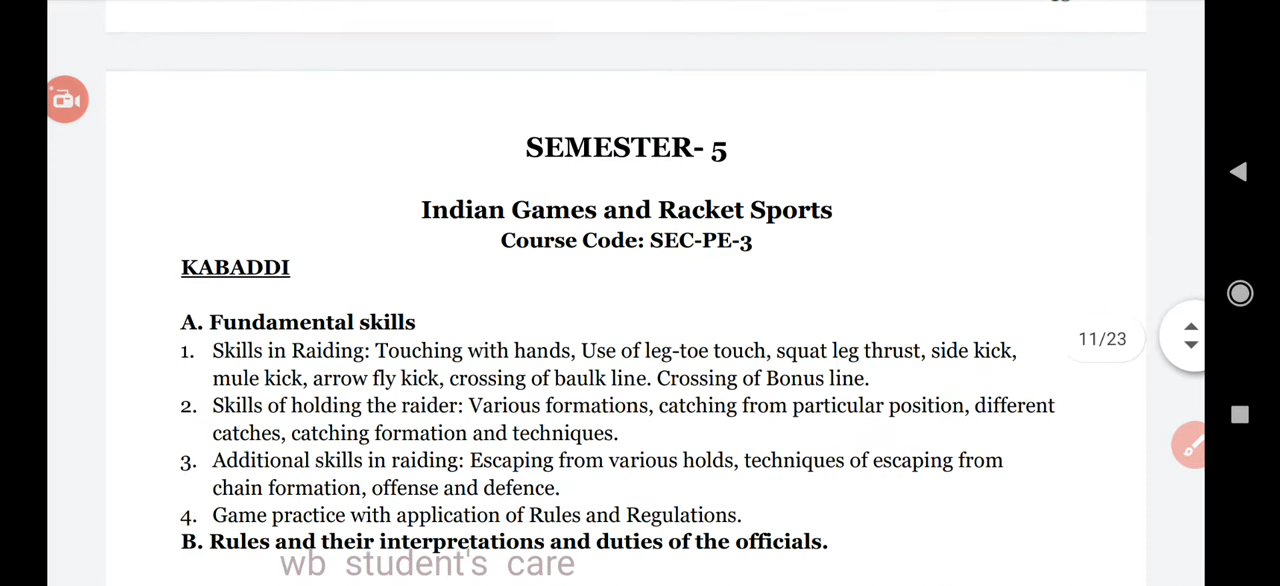 SEMESTER- 5
Indian Games and Racket Sports
Course Code: SEC-PE-3
KABADDI
A. Fundamental skills
1. Skills in Raiding: Touching with hands, Use of leg-toe touch, squat leg thrust, side kick,
mule kick, arrow fly kick, crossing of baulk line. Crossing of Bonus line.
2. Skills of holding the raider: Various formations, catching from particular position, different
catches, catching formation and techniques.
3. Additional skills in raiding: Escaping from various holds, techniques of escaping from
chain formation, offense and defence.
4. Game practice with application of Rules and Regulations.
B. Rules and their interpretations and duties of the officials.
wb student's care
11/23